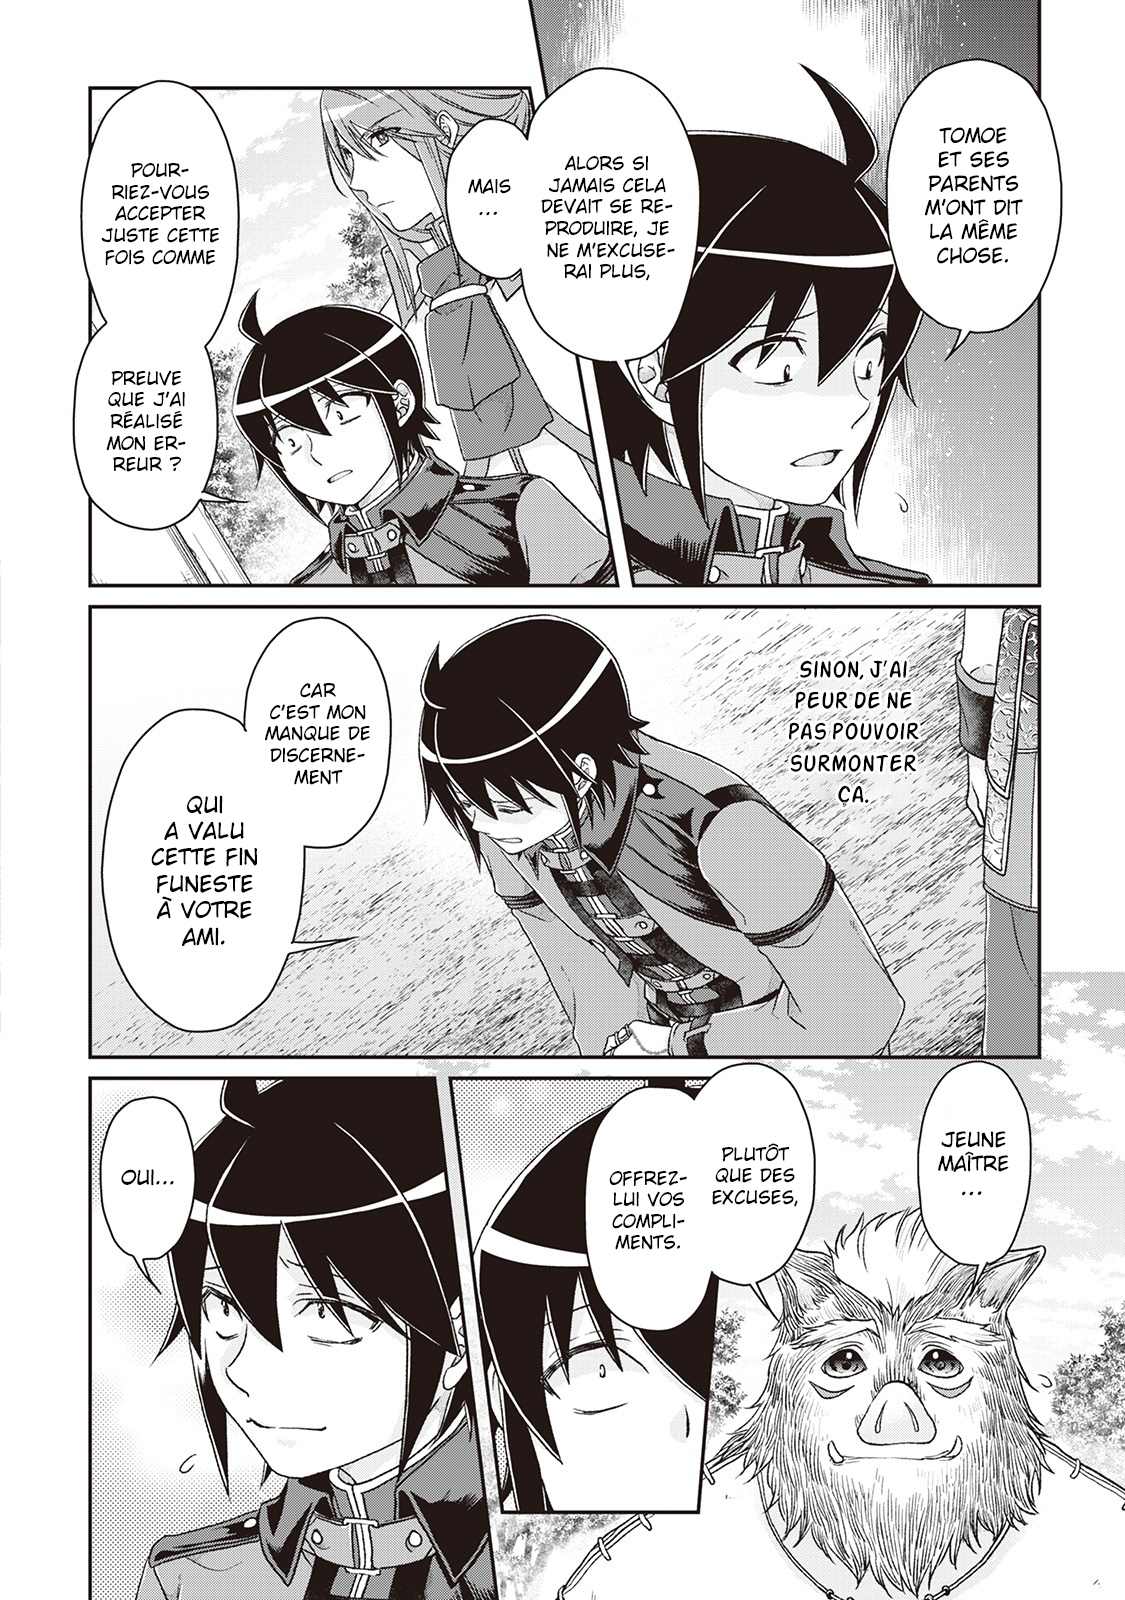 TOMOE
ET SES
PARENTS
M'ONT DIT
LA MÊME
CHOSE.
ALORS SI
JAMAIS CELA
DEVAIT SE RE-
PRODUIRE, JE
NE M'EXCUSE-
RAI PLUS,
MAIS
...
POUR-
RIEZ-VOUS
ACCEPTER
JUSTE CETTE
FOIS COMME
PREUVE
QUE J'AI
RÉALISÉ
MON ER-
REUR ?
SINON, J'AI
PEUR DE NE
PAS POUVOIR
SURMONTER
ÇA.
CAR
C'EST MON
MANQUE DE
DISCERNE-
MENT
QUI
A VALU
CETTE FIN
FUNESTE
À VOTRE
AMI.
JEUNE
MAÎTRE
...
PLUTÔT
QUE DES
EXCUSES,
OFFREZ-
LUI VOS
COMPLI-
MENTS.
OUI...